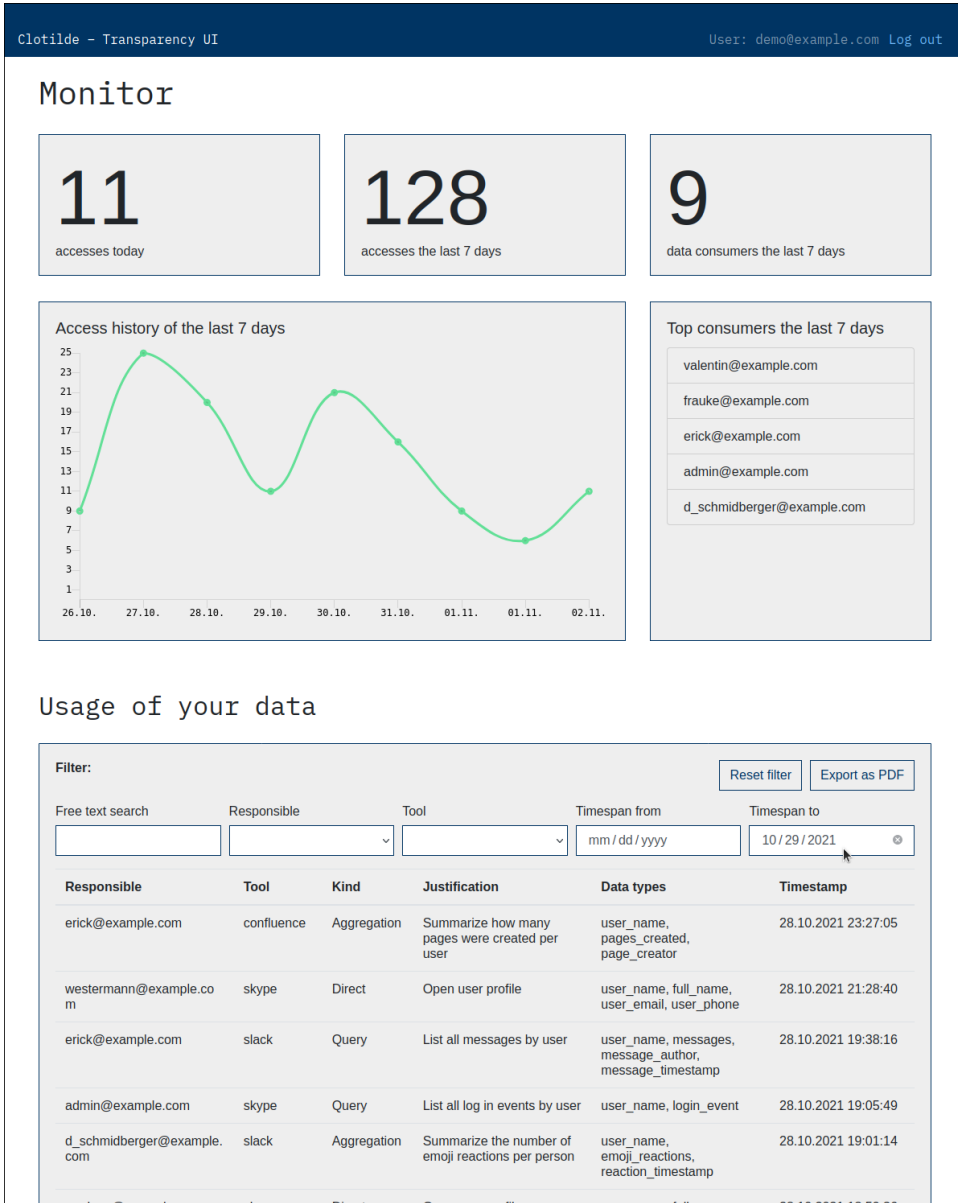 Clotilde – Transparency UI
User: demo@example.com Log out
Monitor
11
accesses today
128
accesses the last 7 days
9
data consumers the last 7 days
Access history of the last 7 days
25
23
21
19
17
15
13
11
9
7
5
3
1
26.10. 27.10. 28.10. 29.10. 30.10. 31.10. 01.11. 01.11. 02.11.
Top consumers the last 7 days
valentin@example.com
frauke@example.com
erick@example.com
admin@example.com
d_schmidberger@example.com
Usage of your data
Filter:
Reset filter
Export as PDF
Free text search Responsible Tool Timespan from Timespan to
mm/dd/yyyy 10/29/2021
Responsible Tool Kind Justification Data types Timestamp
erick@example.com confluence Aggregation Summarize how many user_name, 28.10.2021 23:27:05
pages were created per pages_created,
user page_creator
westermann@example.co skype Direct Open user profile user_name, full_name, 28.10.2021 21:28:40
m user_email, user_phone
erick@example.com slack Query List all messages by user user_name, messages, 28.10.2021 19:38:16
message_author,
message_timestamp
admin@example.com skype Query List all log in events by user user_name, login_event 28.10.2021 19:05:49
d_schmidberger@example. slack Aggregation Summarize the number of user_name, 28.10.2021 19:01:14
com emoji reactions per person emoji_reactions,
reaction_timestamp